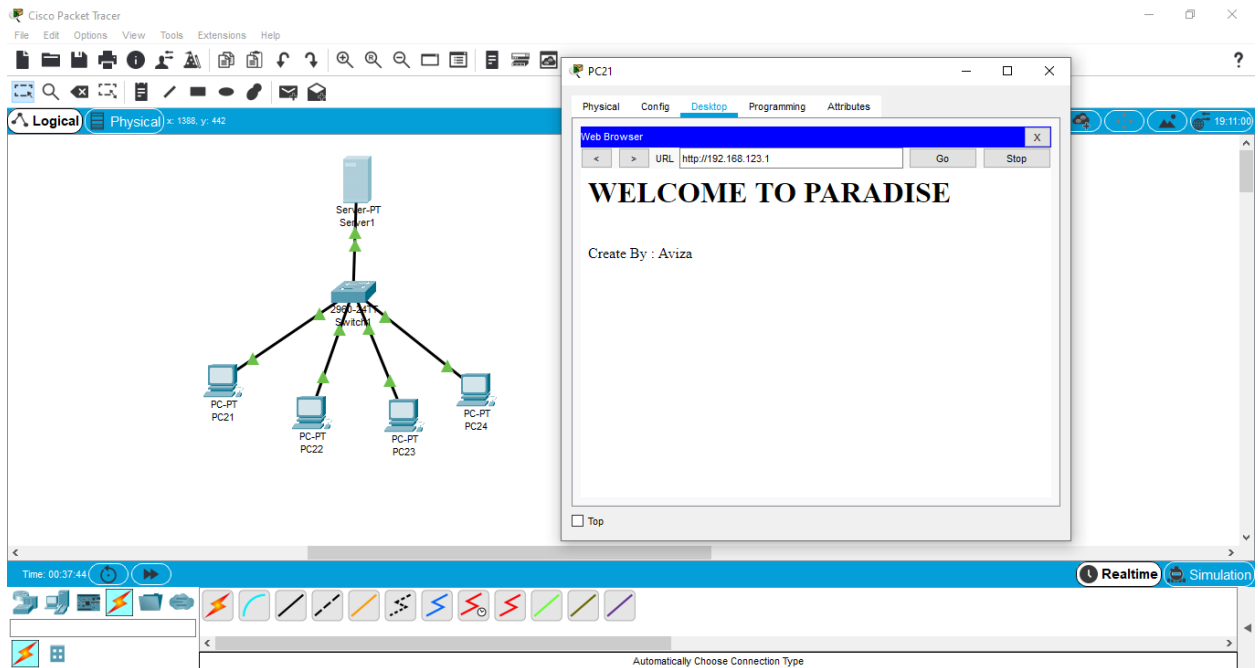 Cisco Packet Tracer
File Edit Options View Tools Extensions Help
?
Logical Physical x: 1388, y: 442
19:11:00
Server-PT
Server1
2960-24TT
Switch1
PC-PT
PC21
PC-PT
PC22
PC-PT
PC23
PC-PT
PC24
PC21
Physical Config Desktop Programming Attributes
Web Browser X
< > URL http://192.168.123.1 Go Stop
WELCOME TO PARADISE
Create By : Aviza
Top
Time: 00:37:44
Realtime Simulation
Automatically Choose Connection Type